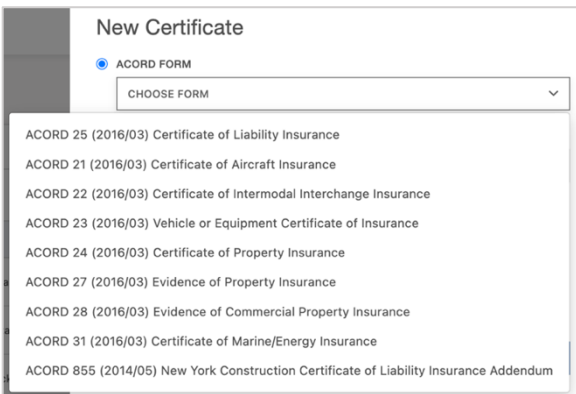 New Certificate
ACORD FORM
CHOOSE FORM
ACORD 25 (2016/03) Certificate of Liability Insurance
ACORD 21 (2016/03) Certificate of Aircraft Insurance
ACORD 22 (2016/03) Certificate of Intermodal Interchange Insurance
ACORD 23 (2016/03) Vehicle or Equipment Certificate of Insurance
ACORD 24 (2016/03) Certificate of Property Insurance
ACORD 27 (2016/03) Evidence of Property Insurance
ACORD 28 (2016/03) Evidence of Commercial Property Insurance
ACORD 31 (2016/03) Certificate of Marine/Energy Insurance
ACORD 855 (2014/05) New York Construction Certificate of Liability Insurance Addendum